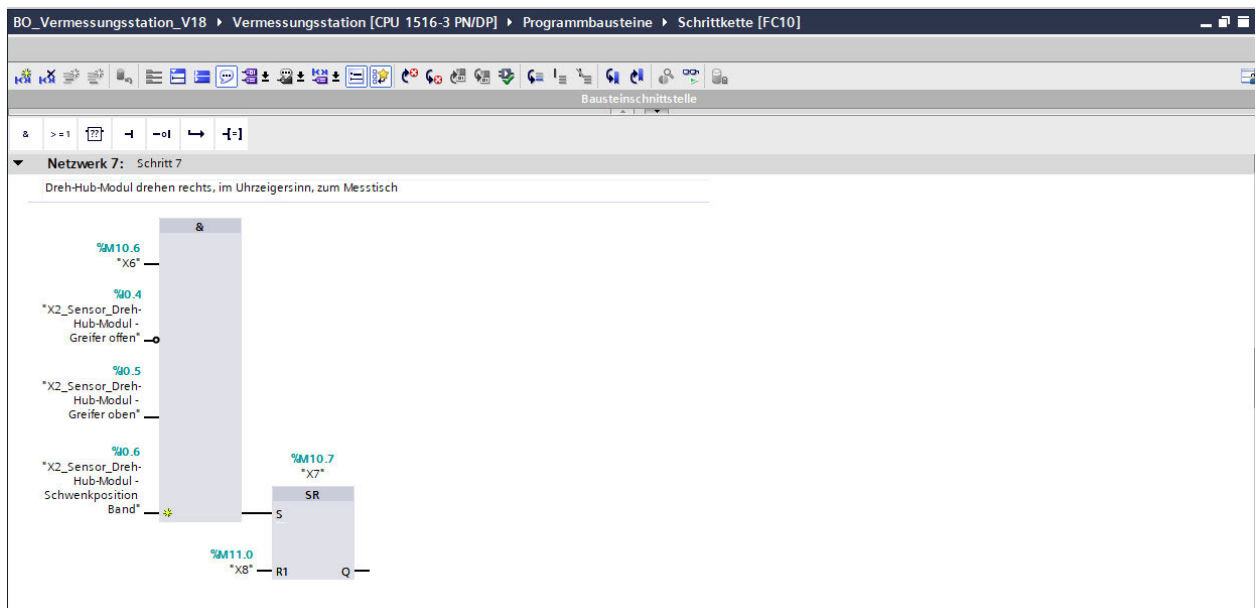 BO_Vermessungsstation_V18 ▸ Vermessungsstation [CPU 1516-3 PN/DP] ▸ Programmbausteine ▸ Schrittkette [FC10]
Bausteinschnittstelle
& >=1 ??
Netzwerk 7: Schritt 7
Dreh-Hub-Modul drehen rechts, im Uhrzeigersinn, zum Messtisch
&
%M10.6
"X6"
%I0.4
"X2_Sensor_Dreh-
Hub-Modul -
Greifer offen"
%I0.5
"X2_Sensor_Dreh-
Hub-Modul -
Greifer oben"
%I0.6
"X2_Sensor_Dreh-
Hub-Modul -
Schwenkposition
Band"
%M10.7
"X7"
SR
S
%M11.0
"X8"
R1 Q